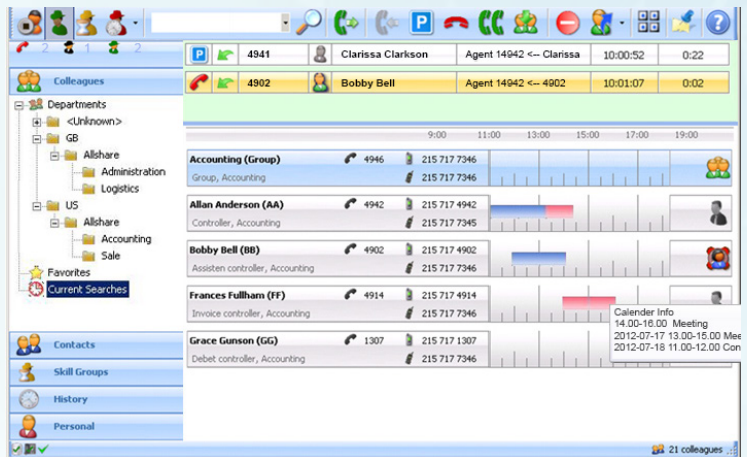 P
?
2 1 2
P 4941 Clarissa Clarkson Agent 14942 <-- Clarissa 10:00:52 0:22
4902 Bobby Bell Agent 14942 <-- 4902 10:01:07 0:02
Colleagues
Departments
<Unknown>
GB
Allshare
Administration
Logistics
US
Allshare
Accounting
Sale
Favorites
Current Searches
Contacts
Skill Groups
History
Personal
9:00 11:00 13:00 15:00 17:00 19:00
Accounting (Group) 4946 215 717 7346
Group, Accounting 215 717 7346
Allan Anderson (AA) 4942 215 717 4942
Controller, Accounting 215 717 7345
Bobby Bell (BB) 4902 215 717 4902
Assisten controller, Accounting 215 717 7346
Frances Fullham (FF) 4914 215 717 4914
Invoice controller, Accounting 215 717 7346
Grace Gunson (GG) 1307 215 717 1307
Debet controller, Accounting 215 717 7346
Calender Info
14.00-16.00 Meeting
2012-07-17 13.00-15.00 Mee
2012-07-18 11.00-12.00 Con
21 colleagues